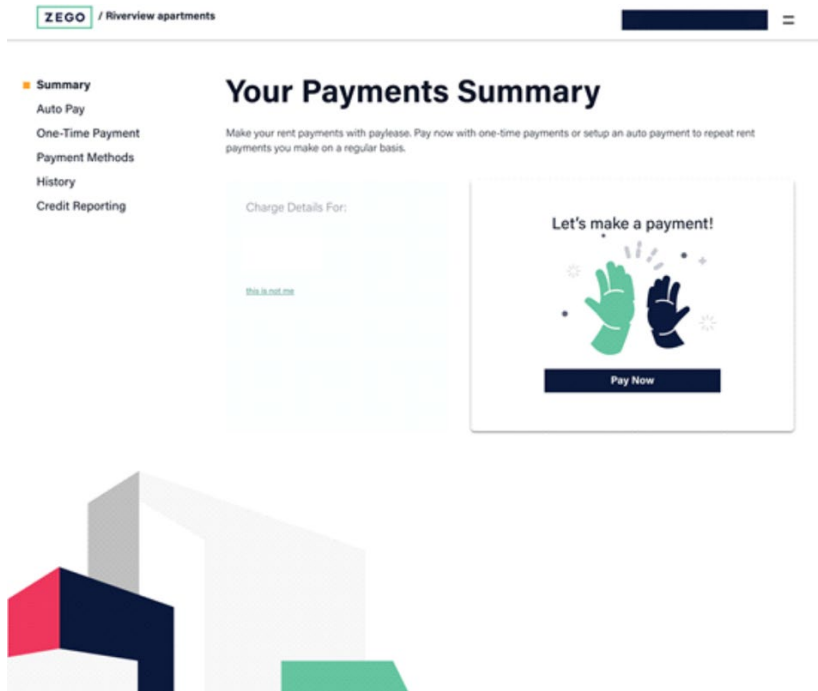 ZEGO / Riverview apartments
Summary
Auto Pay
One-Time Payment
Payment Methods
History
Credit Reporting
Your Payments Summary
Make your rent payments with paylease. Pay now with one-time payments or setup an auto payment to repeat rent
payments you make on a regular basis.
Charge Details For:
this is not me
Let's make a payment!
Pay Now